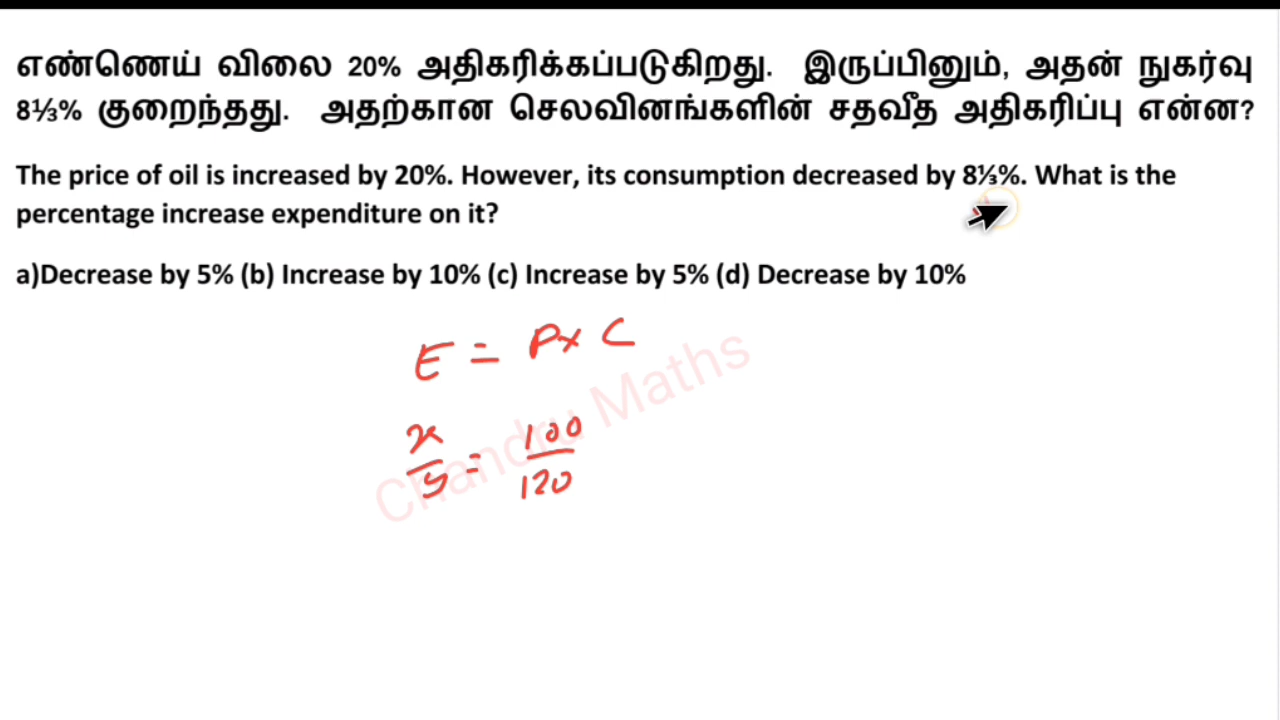 எண்ணெய் விலை 20% அதிகரிக்கப்படுகிறது. இருப்பினும், அதன் நுகர்வு
8⅓% குறைந்தது. அதற்கான செலவினங்களின் சதவீத அதிகரிப்பு என்ன?
The price of oil is increased by 20%. However, its consumption decreased by 8⅓%. What is the
percentage increase expenditure on it?
a)Decrease by 5% (b) Increase by 10% (c) Increase by 5% (d) Decrease by 10%
E = P x C
x/y = 100/120
Chandru Maths